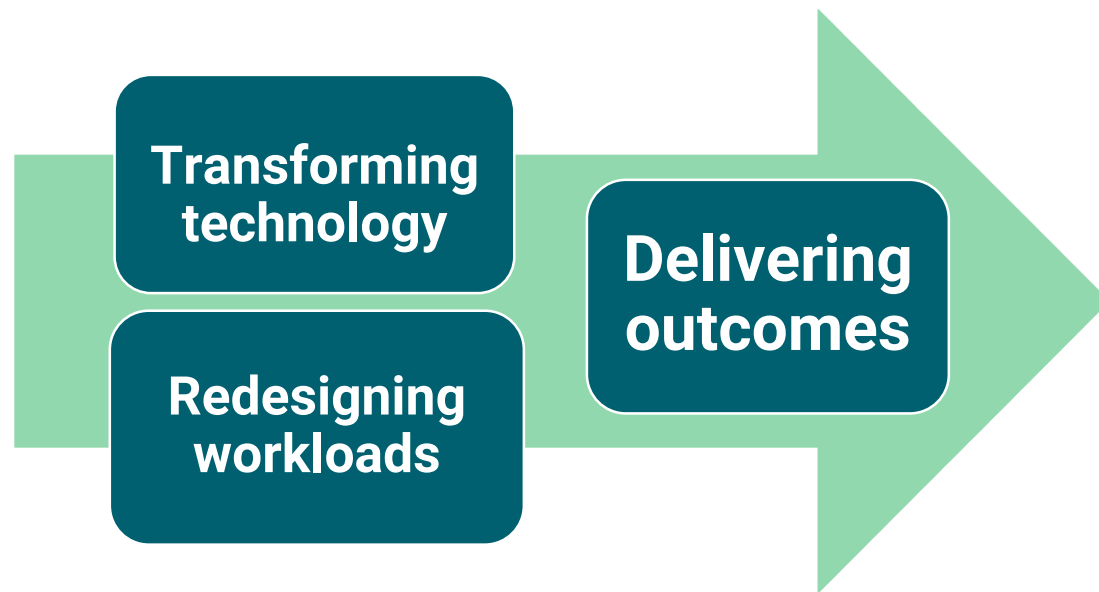 Transforming
technology
Redesigning
workloads
Delivering
outcomes